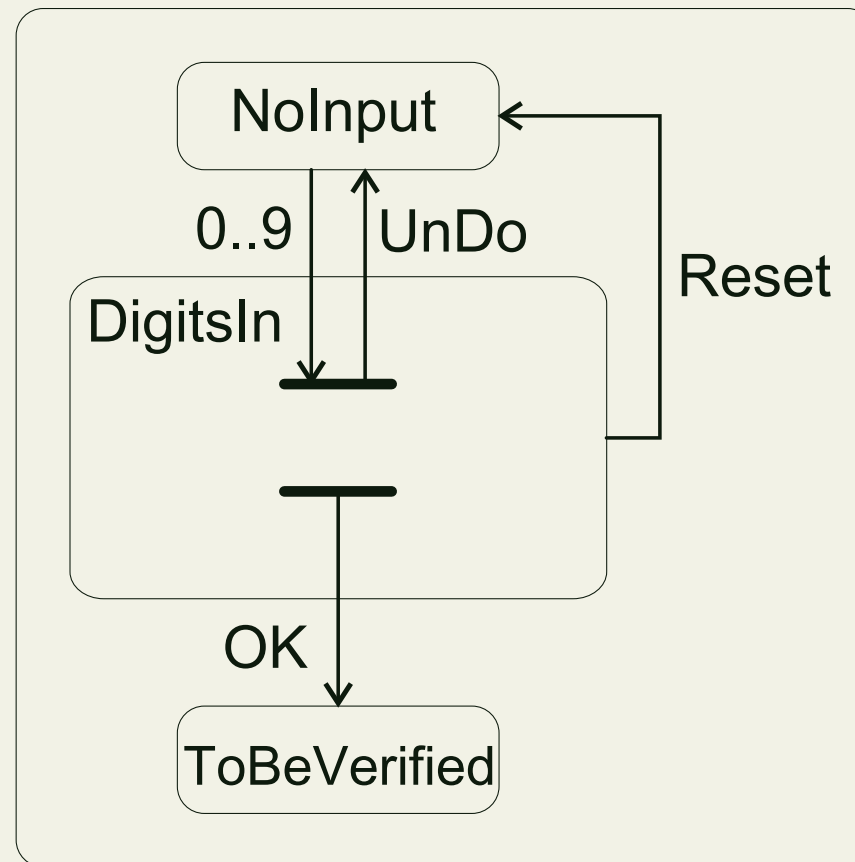 NoInput
0..9
UnDo
Reset
DigitsIn
OK
ToBeVerified